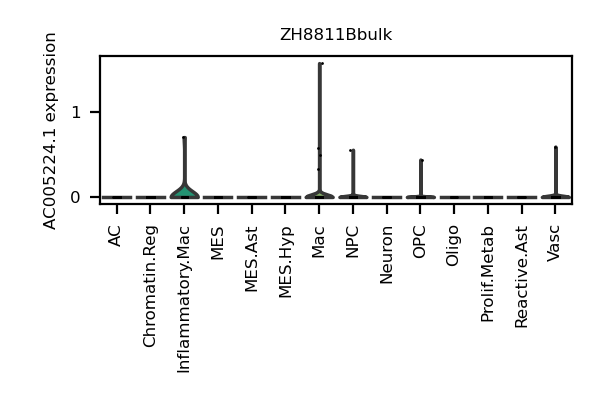 ZH8811Bbulk
AC005224.1 expression
1
0
AC
Chromatin.Reg
Inflammatory.Mac
MES
MES.Ast
MES.Hyp
Mac
NPC
Neuron
OPC
Oligo
Prolif.Metab
Reactive.Ast
Vasc